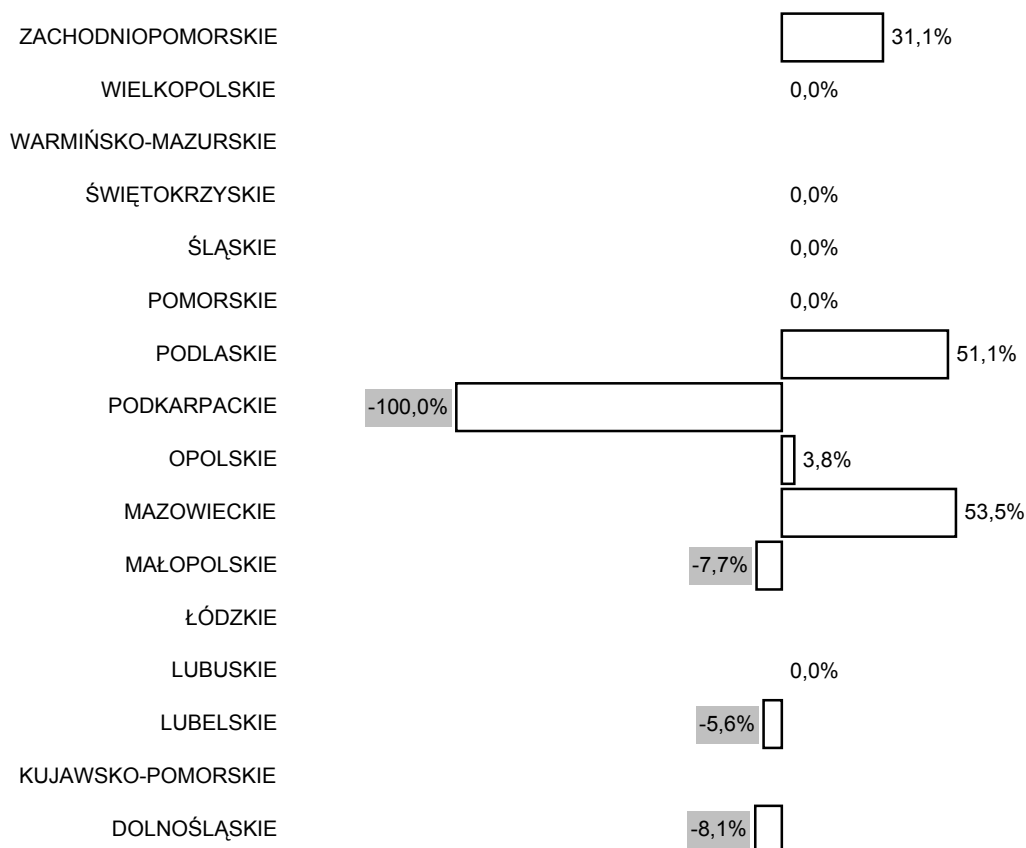 ZACHODNIOPOMORSKIE 31,1%
WIELKOPOLSKIE 0,0%
WARMIŃSKO-MAZURSKIE
ŚWIĘTOKRZYSKIE 0,0%
ŚLĄSKIE 0,0%
POMORSKIE 0,0%
PODLASKIE 51,1%
PODKARPACKIE -100,0%
OPOLSKIE 3,8%
MAZOWIECKIE 53,5%
MAŁOPOLSKIE -7,7%
ŁÓDZKIE
LUBUSKIE 0,0%
LUBELSKIE -5,6%
KUJAWSKO-POMORSKIE
DOLNOŚLĄSKIE -8,1%